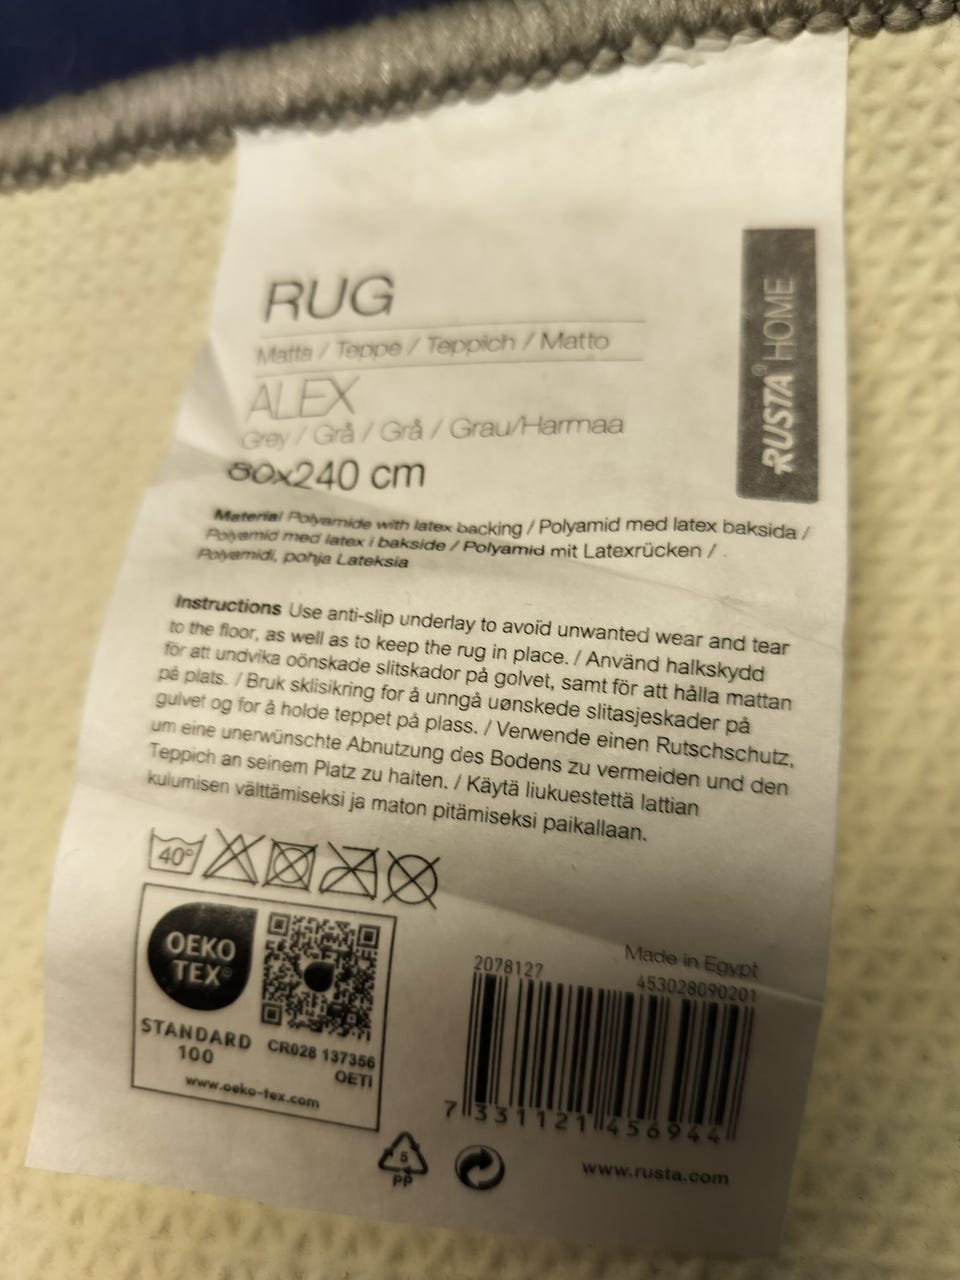 RUG
Matta / Teppe / Teppich / Matto
ALEX
Grey / Grå / Grå / Grau/Harmaa
80x240 cm
RUSTA® HOME
Material Polyamide with latex backing / Polyamid med latex baksida /
Polyamid med latex i bakside / Polyamid mit Latexrücken /
Polyamidi, pohja Lateksia
Instructions Use anti-slip underlay to avoid unwanted wear and tear
to the floor, as well as to keep the rug in place. / Använd halkskydd
för att undvika oönskade slitskador på golvet, samt för att hålla mattan
på plats. / Bruk sklisikring for å unngå uønskede slitasjeskader på
gulvet og for å holde teppet på plass. / Verwende einen Rutschschutz,
um eine unerwünschte Abnutzung des Bodens zu vermeiden und den
Teppich an seinem Platz zu halten. / Käytä liukuestettä lattian
kulumisen välttämiseksi ja maton pitämiseksi paikallaan.
40°
OEKO
TEX®
STANDARD
100
CR028 137356
OETI
www.oeko-tex.com
Made in Egypt
2078127
453028090201
7 331121 456944
5
PP
www.rusta.com